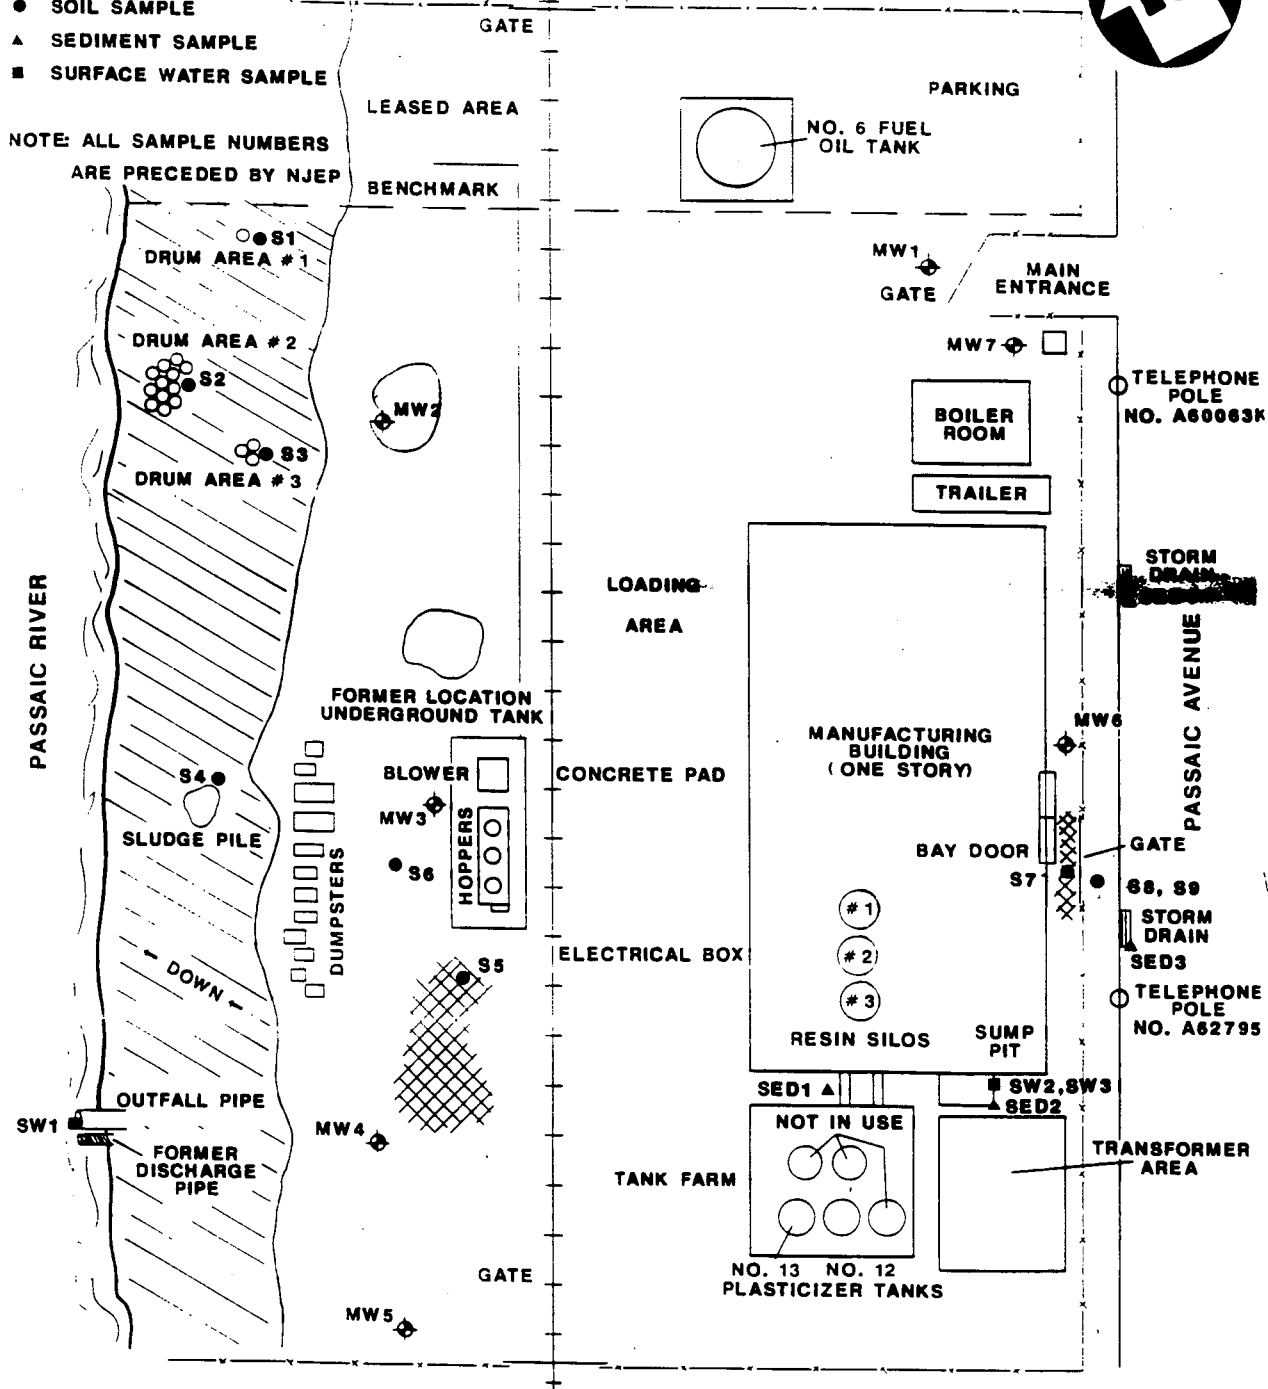 SOIL SAMPLE
SEDIMENT SAMPLE
SURFACE WATER SAMPLE
NOTE: ALL SAMPLE NUMBERS
ARE PRECEDED BY NJEP
GATE
LEASED AREA
BENCHMARK
PARKING
NO. 6 FUEL
OIL TANK
S1
DRUM AREA #1
MW1
GATE
MAIN
ENTRANCE
DRUM AREA #2
S2
MW7
MW2
TELEPHONE
POLE
NO. A60063K
BOILER
ROOM
S3
DRUM AREA #3
TRAILER
PASSAIC RIVER
LOADING
AREA
STORM
DRAIN
PASSAIC AVENUE
FORMER LOCATION
UNDERGROUND TANK
MW6
MANUFACTURING
BUILDING
(ONE STORY)
S4
SLUDGE PILE
BLOWER
CONCRETE PAD
MW3
HOPPERS
S6
DUMPSTERS
BAY DOOR
GATE
S7
S8, S9
#1
#2
#3
RESIN SILOS
STORM
DRAIN
SED3
ELECTRICAL BOX
S5
← DOWN ←
TELEPHONE
POLE
NO. A62795
SUMP
PIT
SED1
SW2,SW3
SED2
OUTFALL PIPE
SW1
FORMER
DISCHARGE
PIPE
MW4
NOT IN USE
TANK FARM
TRANSFORMER
AREA
GATE
NO. 13 NO. 12
PLASTICIZER TANKS
MW5